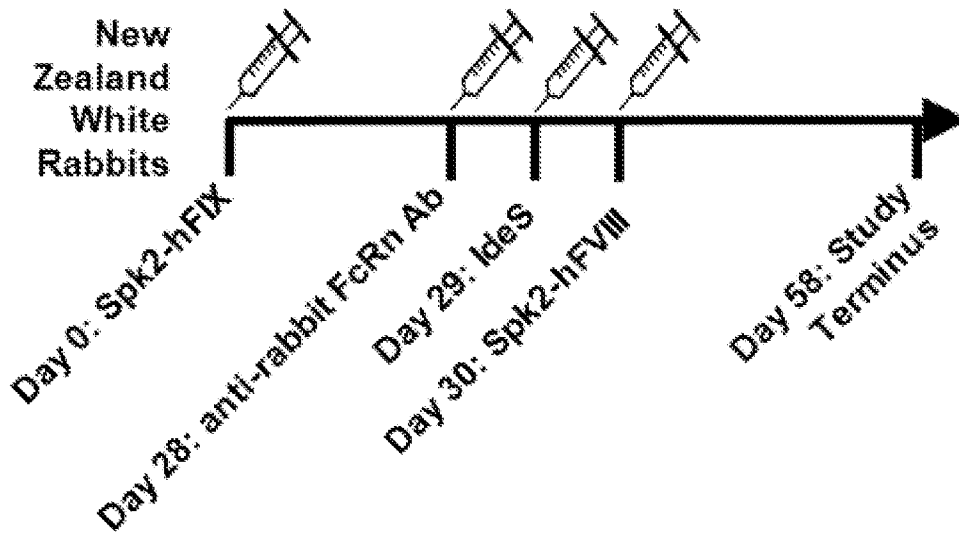 New
Zealand
White
Rabbits
Day 0: Spk2-hFIX
Day 28: anti-rabbit FcRn Ab
Day 29: IdeS
Day 30: Spk2-hFVIII
Day 58: Study
Terminus